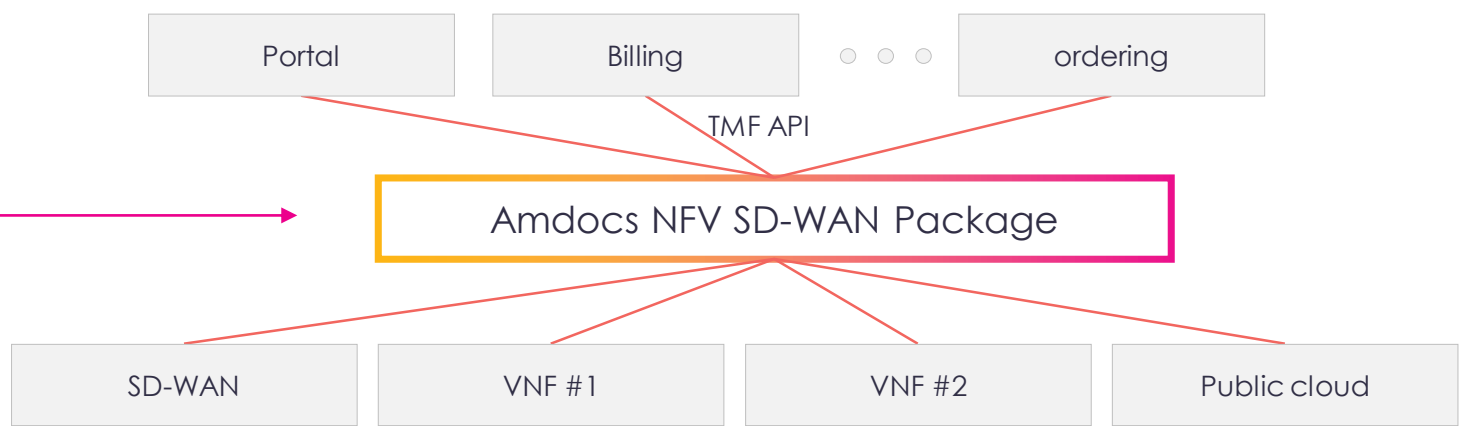 Portal
Billing
ordering
TMF API
Amdocs NFV SD-WAN Package
SD-WAN
VNF #1
VNF #2
Public cloud